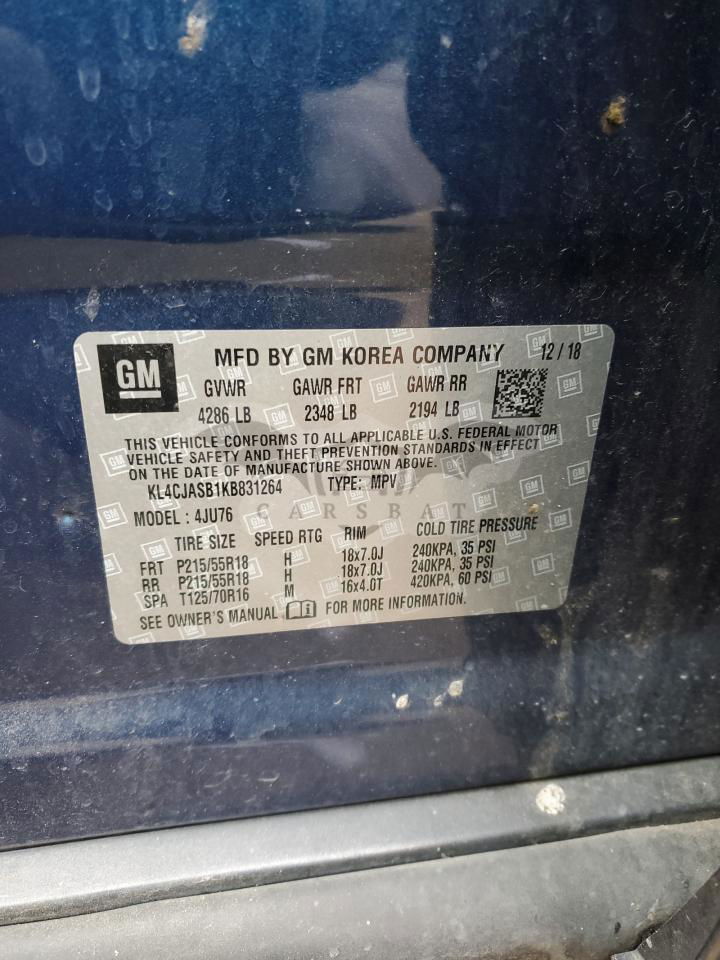 GM MFD BY GM KOREA COMPANY 12 / 18
GVWR GAWR FRT GAWR RR
4286 LB 2348 LB 2194 LB
THIS VEHICLE CONFORMS TO ALL APPLICABLE U.S. FEDERAL MOTOR
VEHICLE SAFETY AND THEFT PREVENTION STANDARDS IN EFFECT
ON THE DATE OF MANUFACTURE SHOWN ABOVE.
KL4CJASB1KB831264 TYPE: MPV
CARSBAT
MODEL : 4JU76
TIRE SIZE SPEED RTG RIM COLD TIRE PRESSURE
FRT P215/55R18 H 18x7.0J 240KPA, 35 PSI
RR P215/55R18 H 18x7.0J 240KPA, 35 PSI
SPA T125/70R16 M 16x4.0T 420KPA, 60 PSI
SEE OWNER'S MANUAL i FOR MORE INFORMATION.